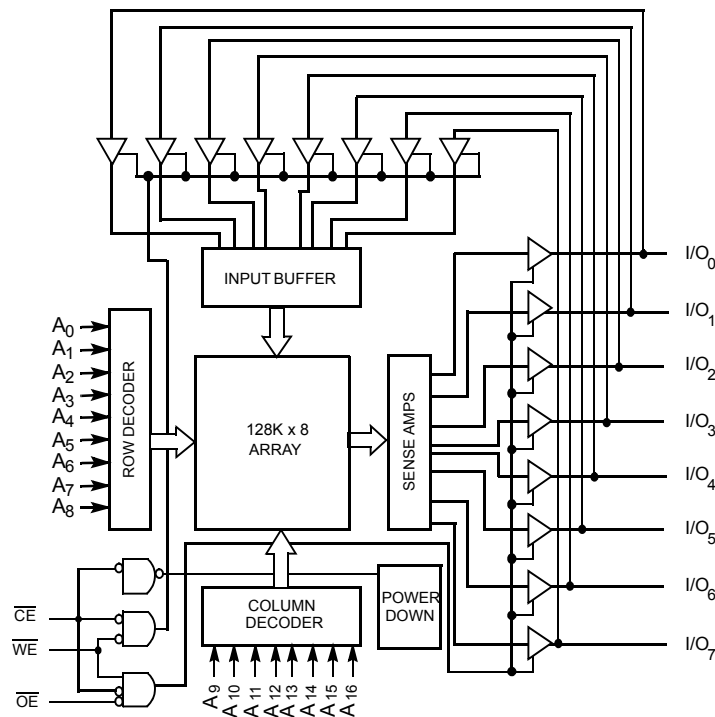 INPUT BUFFER
I/O0
I/O1
I/O2
I/O3
I/O4
I/O5
I/O6
I/O7
A0
A1
A2
A3
A4
A5
A6
A7
A8
ROW DECODER
128K x 8
ARRAY
SENSE AMPS
COLUMN
DECODER
POWER
DOWN
CE
WE
OE
A9
A10
A11
A12
A13
A14
A15
A16